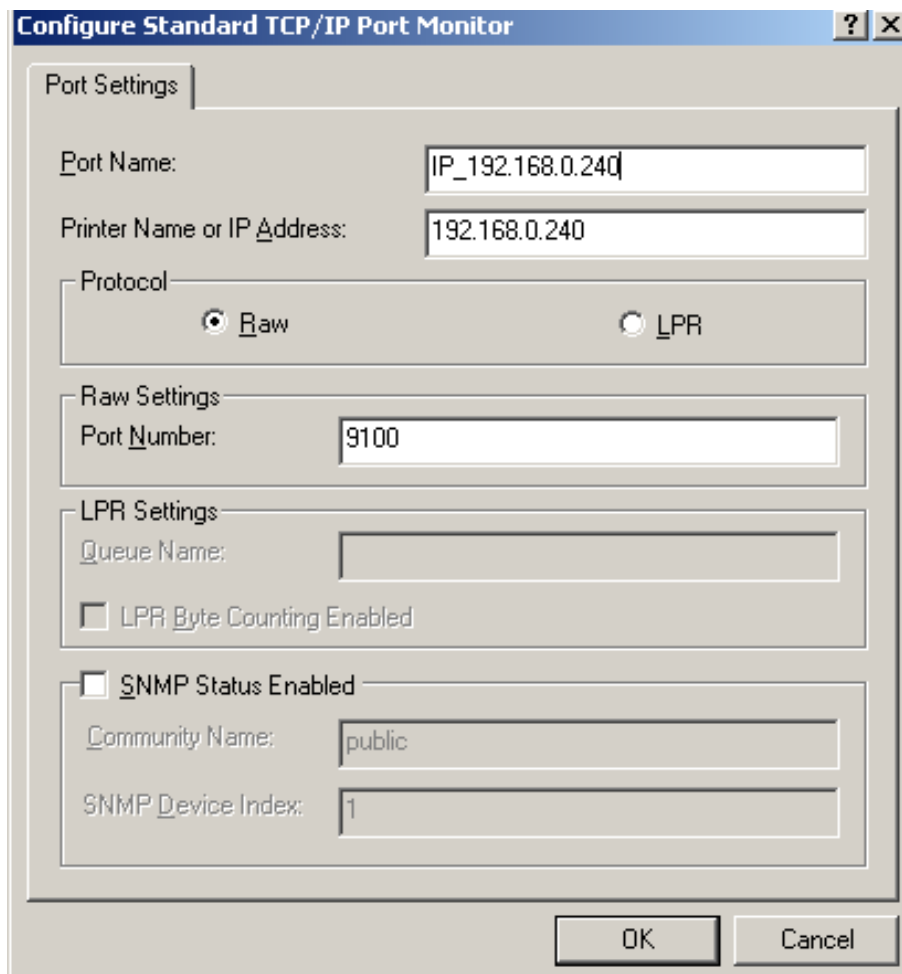 Configure Standard TCP/IP Port Monitor
Port Settings
Port Name: IP_192.168.0.240
Printer Name or IP Address: 192.168.0.240
Protocol
Raw LPR
Raw Settings
Port Number: 9100
LPR Settings
Queue Name:
LPR Byte Counting Enabled
SNMP Status Enabled
Community Name: public
SNMP Device Index: 1
OK Cancel